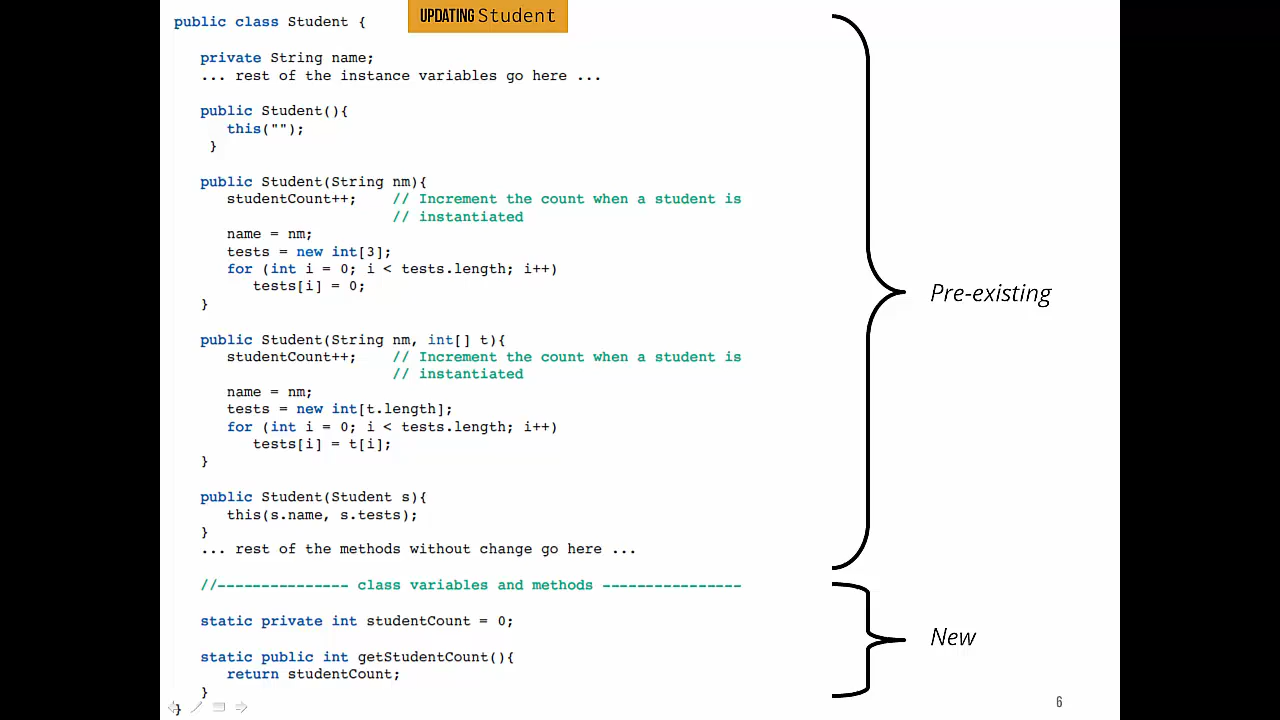 UPDATING Student
public class Student {
private String name;
... rest of the instance variables go here ...
public Student(){
this("");
}
public Student(String nm){
studentCount++; // Increment the count when a student is
// instantiated
name = nm;
tests = new int[3];
for (int i = 0; i < tests.length; i++)
tests[i] = 0;
}
public Student(String nm, int[] t){
studentCount++; // Increment the count when a student is
// instantiated
name = nm;
tests = new int[t.length];
for (int i = 0; i < tests.length; i++)
tests[i] = t[i];
}
public Student(Student s){
this(s.name, s.tests);
}
... rest of the methods without change go here ...
//--------------- class variables and methods ----------------
static private int studentCount = 0;
static public int getStudentCount(){
return studentCount;
}
}
Pre-existing
New
6